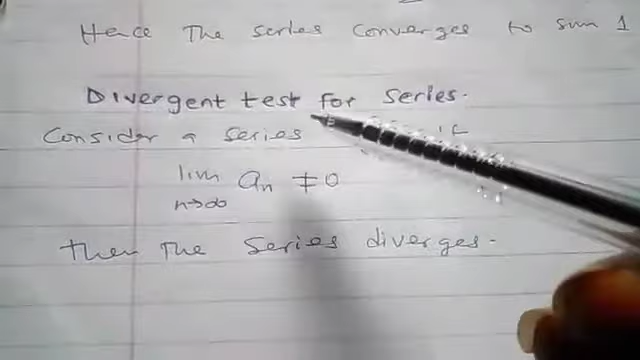 Hence The series converges to sum 1
Divergent test for series.
Consider a series if
lim an ≠ 0
n→∞
then The series diverges.